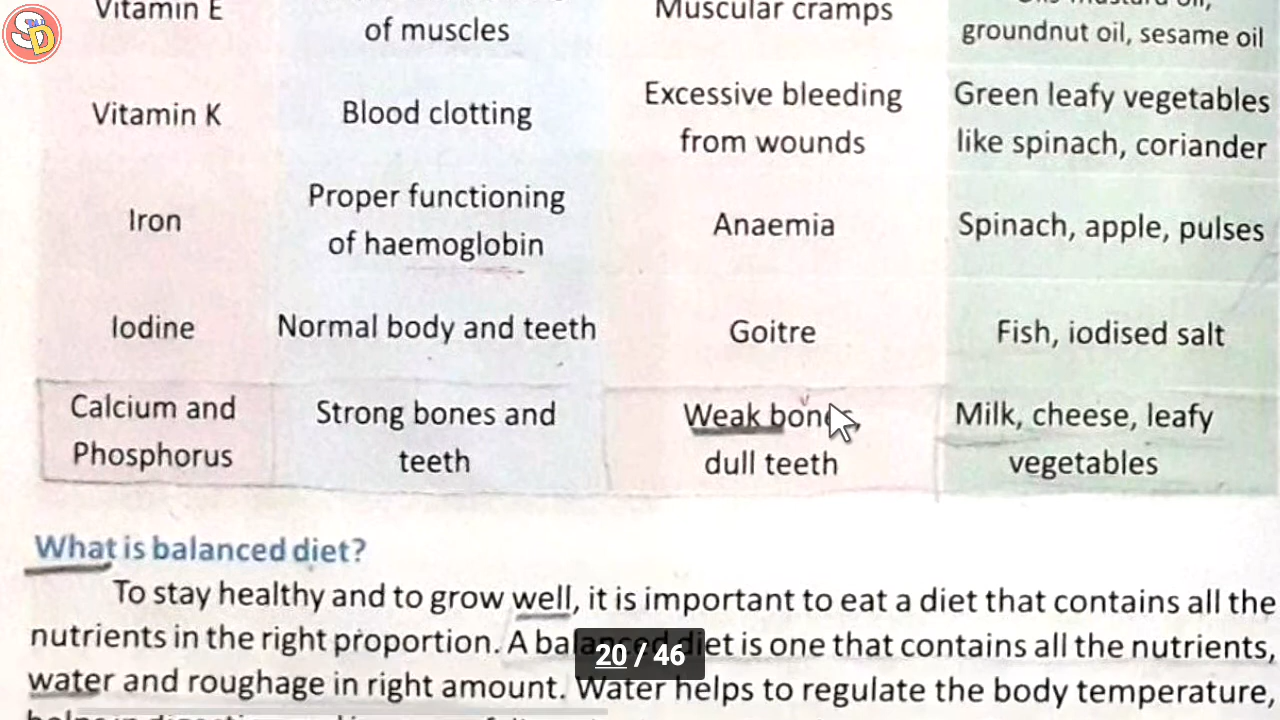 SD
Vitamin E
of muscles
Muscular cramps
groundnut oil, sesame oil
Vitamin K
Blood clotting
Excessive bleeding
from wounds
Green leafy vegetables
like spinach, coriander
Iron
Proper functioning
of haemoglobin
Anaemia
Spinach, apple, pulses
Iodine
Normal body and teeth
Goitre
Fish, iodised salt
Calcium and
Phosphorus
Strong bones and
teeth
Weak bones,
dull teeth
Milk, cheese, leafy
vegetables
What is balanced diet?
To stay healthy and to grow well, it is important to eat a diet that contains all the
nutrients in the right proportion. A balanced diet is one that contains all the nutrients,
20 / 46
water and roughage in right amount. Water helps to regulate the body temperature,